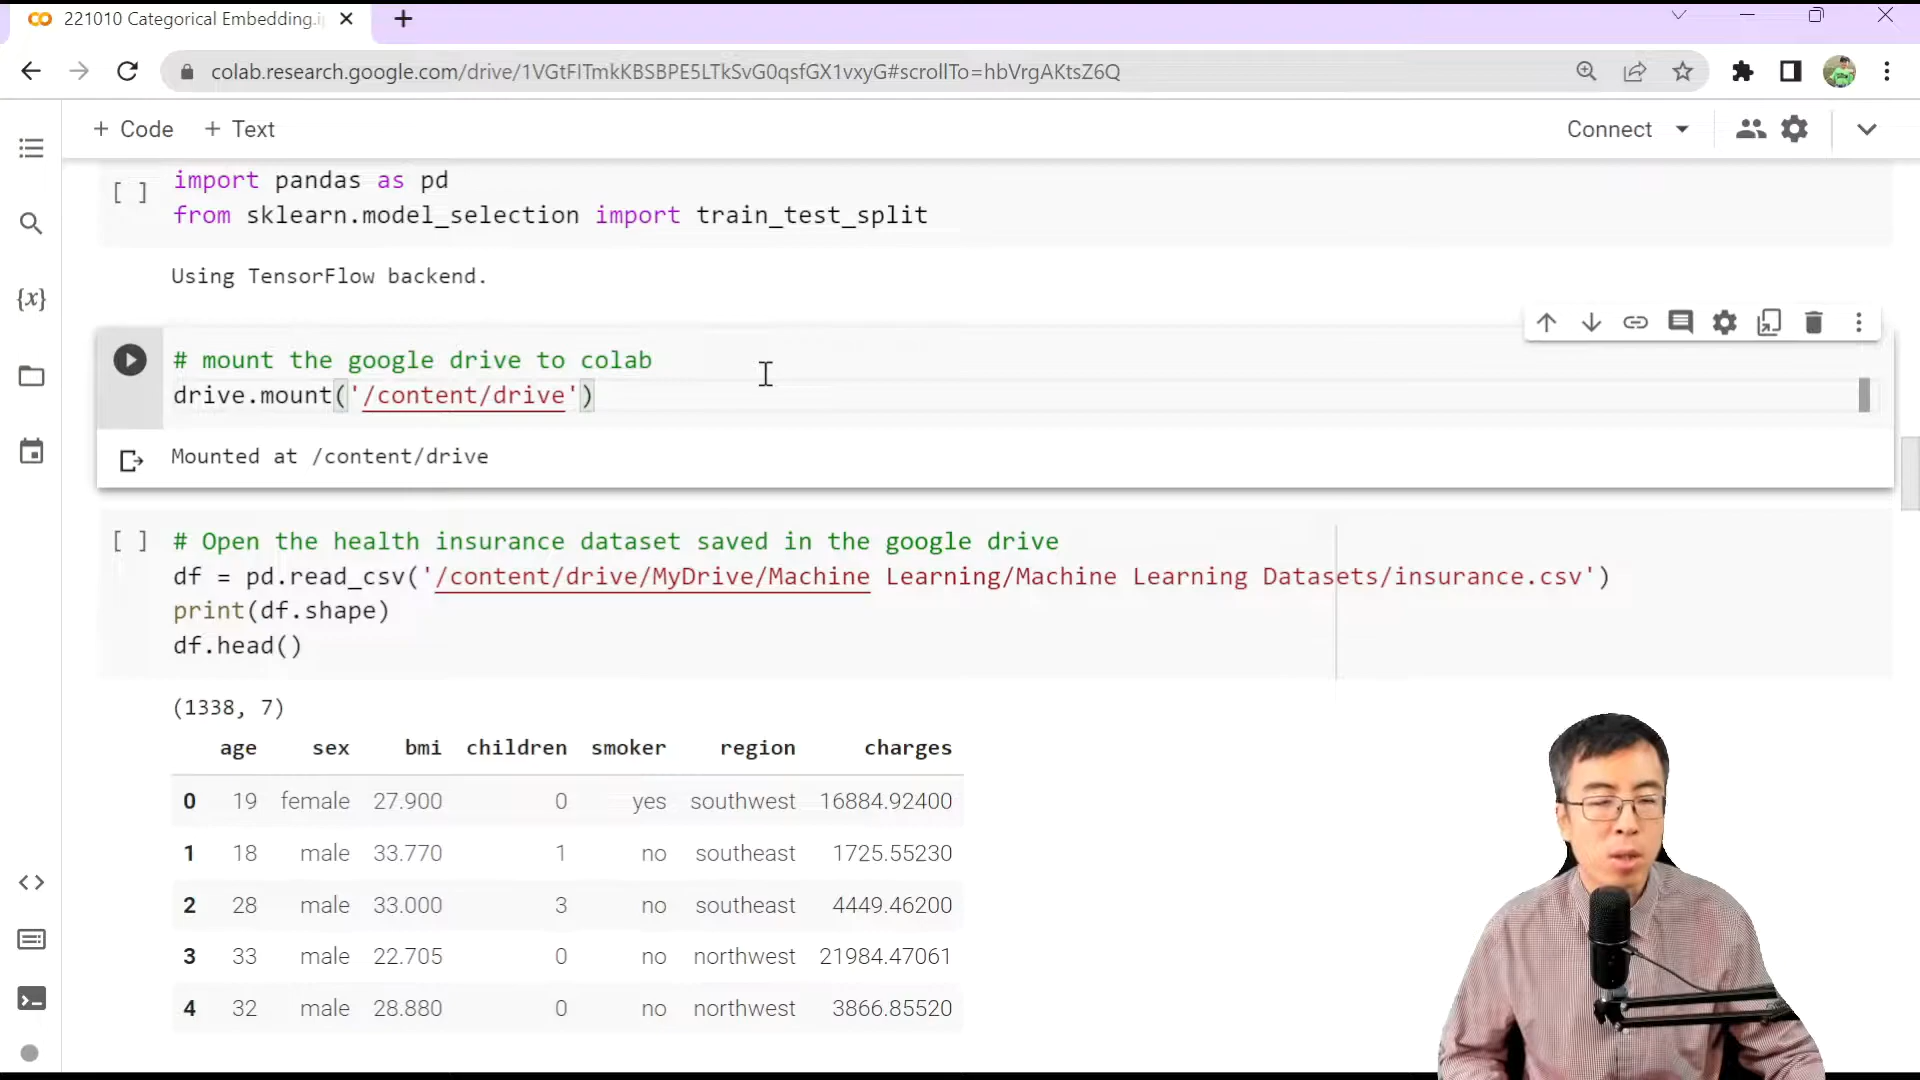 221010 Categorical Embedding.i
colab.research.google.com/drive/1VGtFITmkKBSBPE5LTkSvG0qsfGX1vxyG#scrollTo=hbVrgAKtsZ6Q
+ Code + Text Connect
[ ] import pandas as pd
from sklearn.model_selection import train_test_split
Using TensorFlow backend.
{x}
# mount the google drive to colab
drive.mount('/content/drive')
Mounted at /content/drive
[ ] # Open the health insurance dataset saved in the google drive
df = pd.read_csv('/content/drive/MyDrive/Machine Learning/Machine Learning Datasets/insurance.csv')
print(df.shape)
df.head()
(1338, 7)
age sex bmi children smoker region charges
0 19 female 27.900 0 yes southwest 16884.92400
1 18 male 33.770 1 no southeast 1725.55230
2 28 male 33.000 3 no southeast 4449.46200
3 33 male 22.705 0 no northwest 21984.47061
4 32 male 28.880 0 no northwest 3866.85520